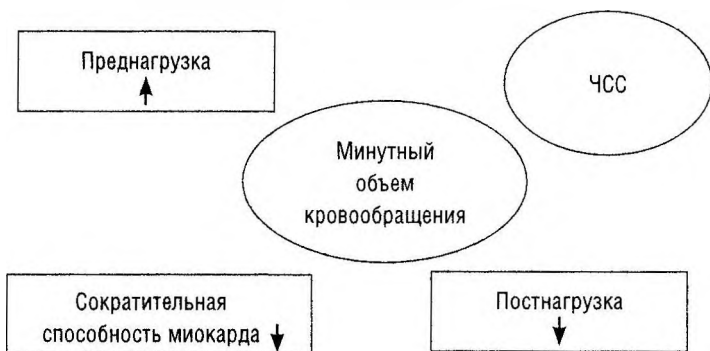 Преднагрузка
ЧСС
Минутный
объем
кровообращения
Сократительная
способность миокарда
Постнагрузка